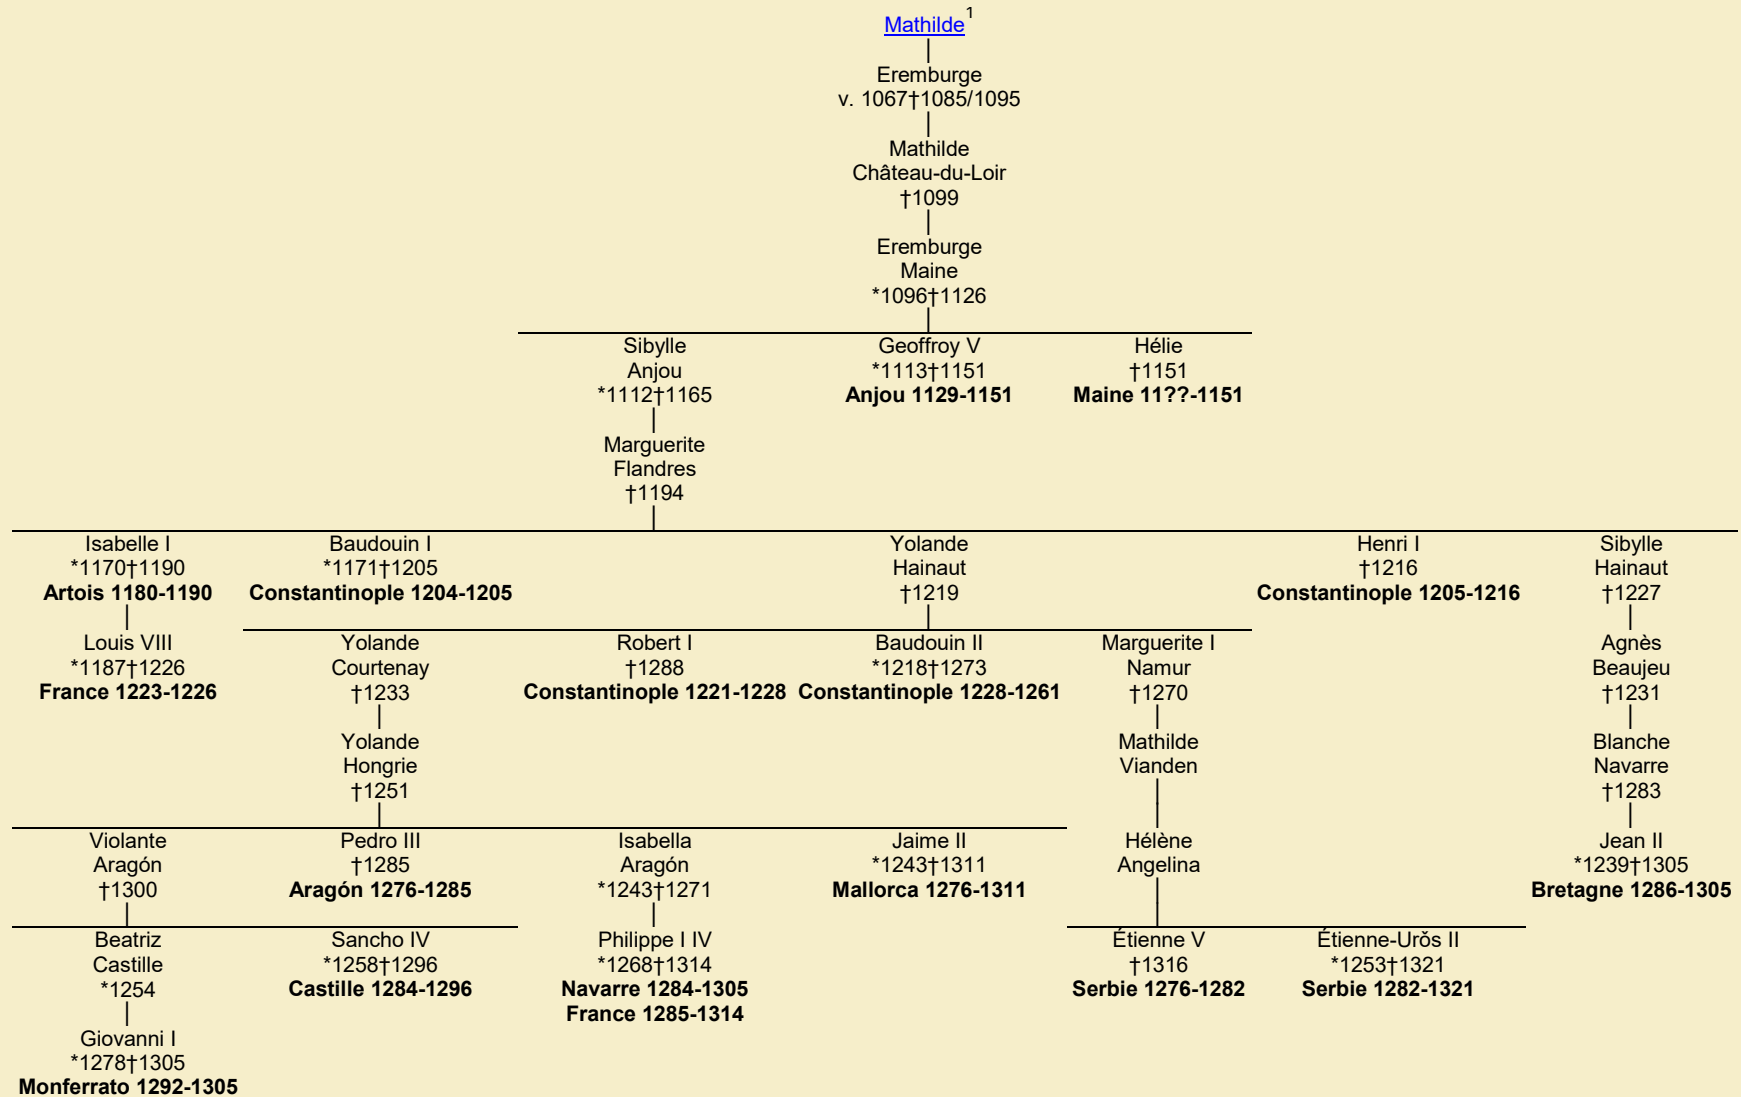 Mathilde1
Eremburge
v. 1067†1085/1095
Mathilde
Château-du-Loir
†1099
Eremburge
Maine
*1096†1126
Sibylle Geoffroy V Hélie
Anjou *1113†1151 †1151
*1112†1165 Anjou 1129-1151 Maine 11??-1151
Marguerite
Flandres
†1194
Isabelle I Baudouin I Yolande Henri I Sibylle
*1170†1190 *1171†1205 Hainaut †1216 Hainaut
Artois 1180-1190 Constantinople 1204-1205 †1219 Constantinople 1205-1216 †1227
Louis VIII Yolande Robert I Baudouin II Marguerite I Agnès
*1187†1226 Courtenay †1288 *1218†1273 Namur Beaujeu
France 1223-1226 †1233 Constantinople 1221-1228 Constantinople 1228-1261 †1270 †1231
Yolande Mathilde Blanche
Hongrie Vianden Navarre
†1251 †1283
Violante Pedro III Isabella Jaime II Hélène Jean II
Aragón †1285 Aragón *1243†1311 Angelina *1239†1305
†1300 Aragón 1276-1285 *1243†1271 Mallorca 1276-1311 Bretagne 1286-1305
Beatriz Sancho IV Philippe I IV Étienne V Étienne-Urǒs II
Castille *1258†1296 *1268†1314 †1316 *1253†1321
*1254 Castille 1284-1296 Navarre 1284-1305 Serbie 1276-1282 Serbie 1282-1321
France 1285-1314
Giovanni I
*1278†1305
Monferrato 1292-1305